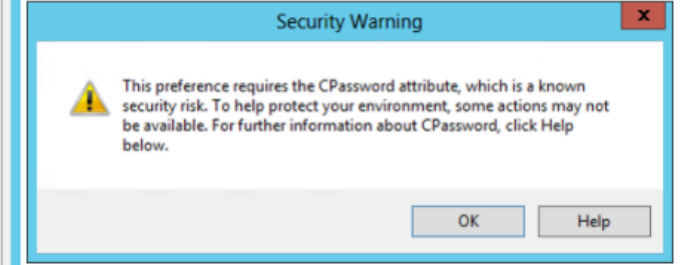 Security Warning
x
This preference requires the CPassword attribute, which is a known
security risk. To help protect your environment, some actions may not
be available. For further information about CPassword, click Help
below.
OK
Help